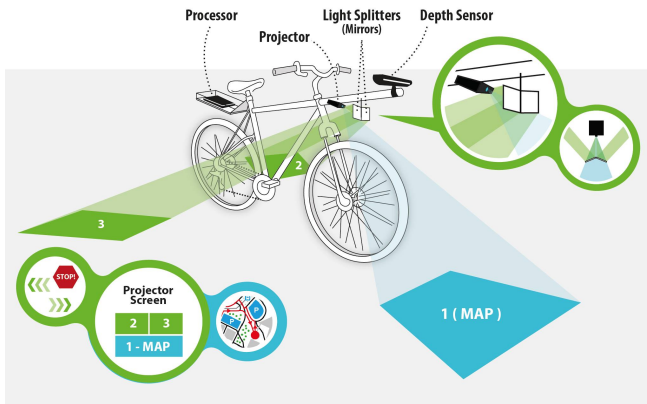 Processor
Projector
Light Splitters
(Mirrors)
Depth Sensor
2
3
1 ( MAP )
STOP!
Projector
Screen
2 3
1 - MAP
P
P